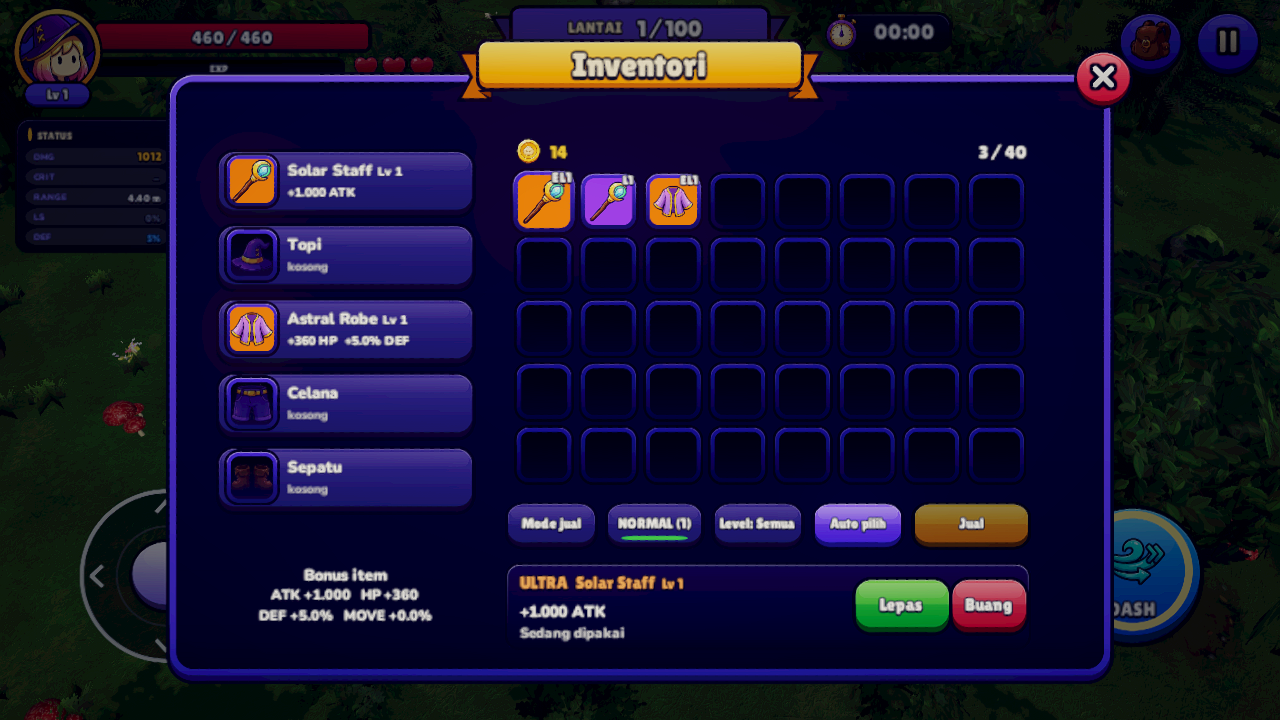 460 / 460
LANTAI 1/100
00:00
Inventori
EXP
Lv 1
STATUS
DMG 1012
CRIT -
RANGE 4.40 m
LS 0%
DEF 5%
14
3 / 40
Solar Staff Lv 1
+1.000 ATK
Topi
kosong
Astral Robe Lv 1
+360 HP +5.0% DEF
Celana
kosong
Sepatu
kosong
EL1
L1
EL1
Mode jual
NORMAL (1)
Level: Semua
Auto pilih
Jual
Bonus item
ATK +1.000 HP +360
DEF +5.0% MOVE +0.0%
ULTRA Solar Staff Lv 1
+1.000 ATK
Sedang dipakai
Lepas
Buang
DASH